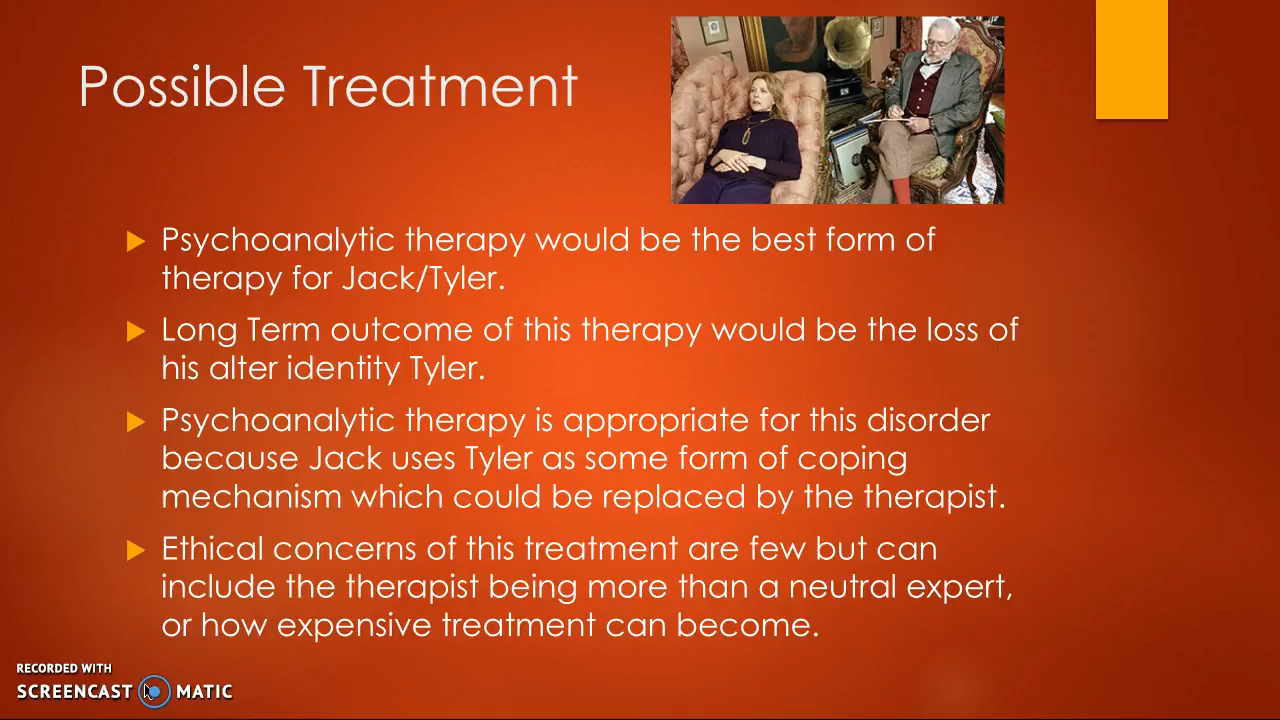 Possible Treatment
Psychoanalytic therapy would be the best form of
therapy for Jack/Tyler.
Long Term outcome of this therapy would be the loss of
his alter identity Tyler.
Psychoanalytic therapy is appropriate for this disorder
because Jack uses Tyler as some form of coping
mechanism which could be replaced by the therapist.
Ethical concerns of this treatment are few but can
include the therapist being more than a neutral expert,
or how expensive treatment can become.
RECORDED WITH
SCREENCAST MATIC